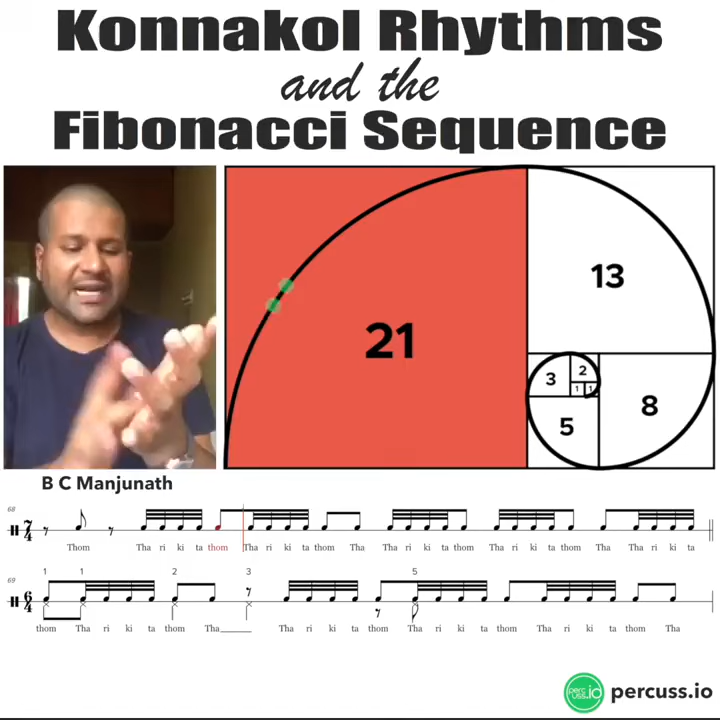 Konnakol Rhythms
and the
Fibonacci Sequence
21
13
3
2
1 1
5
8
B C Manjunath
68
7
4
Thom Tha ri ki ta thom Tha ri ki ta thom Tha Tha ri ki ta thom Tha ri ki ta thom Tha Tha ri ki ta
69
1 1 2 3 5
6
4
thom Tha ri ki ta thom Tha____ Tha ri ki ta thom Tha ri ki ta thom Tha ri ki ta thom Tha
perc
uss.io
percuss.io